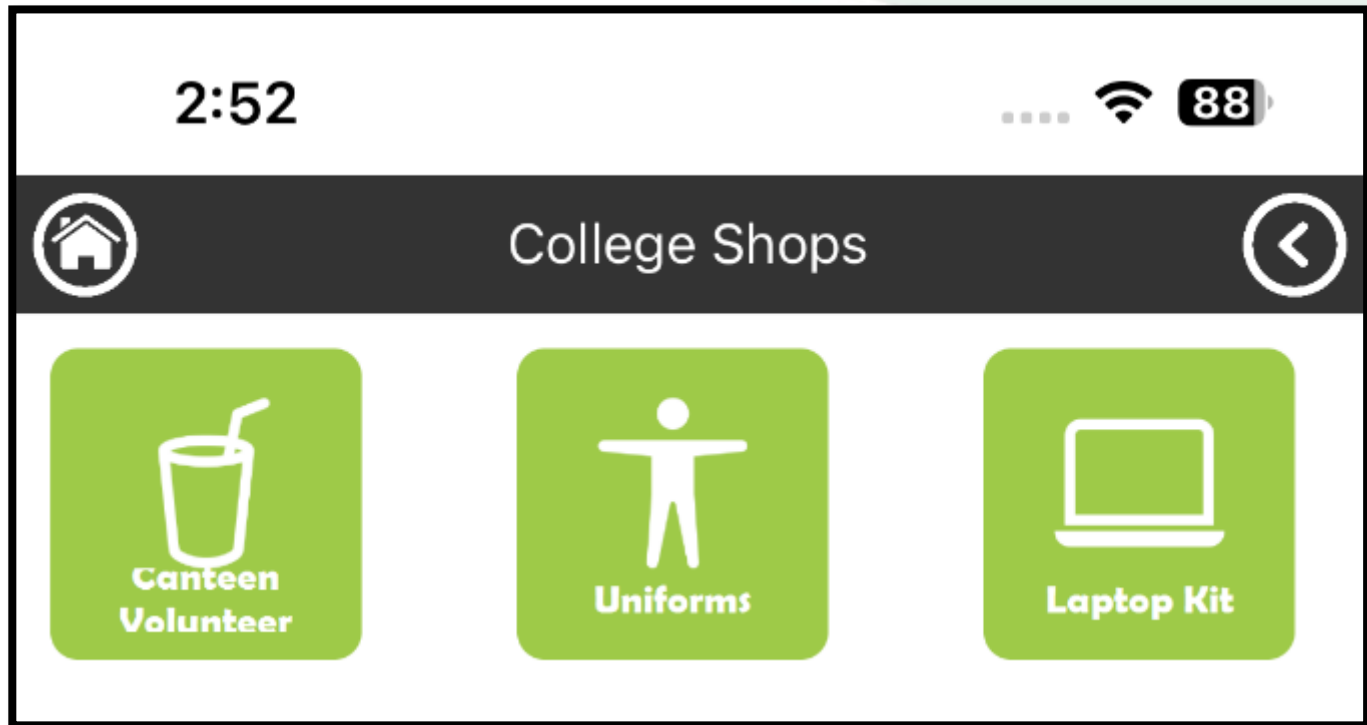 2:52
88
College Shops
Canteen
Volunteer
Uniforms
Laptop Kit